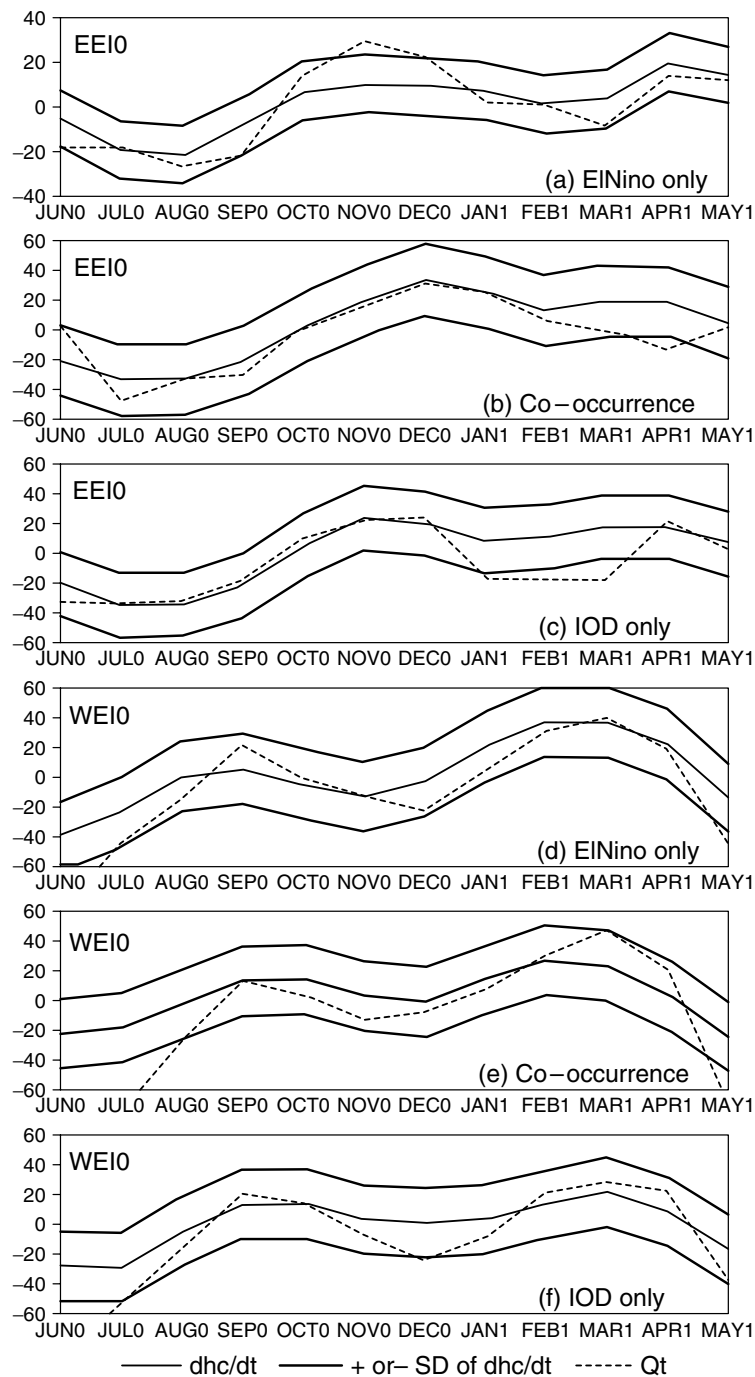 40
EEI0
20
0
−20
(a) ElNino only
−40
JUN0 JUL0 AUG0 SEP0 OCT0 NOV0 DEC0 JAN1 FEB1 MAR1 APR1 MAY1
60
EEI0
40
20
0
−20
−40
(b) Co−occurrence
−60
JUN0 JUL0 AUG0 SEP0 OCT0 NOV0 DEC0 JAN1 FEB1 MAR1 APR1 MAY1
60
EEI0
40
20
0
−20
−40
(c) IOD only
−60
JUN0 JUL0 AUG0 SEP0 OCT0 NOV0 DEC0 JAN1 FEB1 MAR1 APR1 MAY1
60
WEI0
40
20
0
−20
−40
(d) ElNino only
−60
JUN0 JUL0 AUG0 SEP0 OCT0 NOV0 DEC0 JAN1 FEB1 MAR1 APR1 MAY1
60
WEI0
40
20
0
−20
−40
(e) Co−occurrence
−60
JUN0 JUL0 AUG0 SEP0 OCT0 NOV0 DEC0 JAN1 FEB1 MAR1 APR1 MAY1
60
WEI0
40
20
0
−20
−40
(f) IOD only
−60
JUN0 JUL0 AUG0 SEP0 OCT0 NOV0 DEC0 JAN1 FEB1 MAR1 APR1 MAY1
dhc/dt + or− SD of dhc/dt Qt